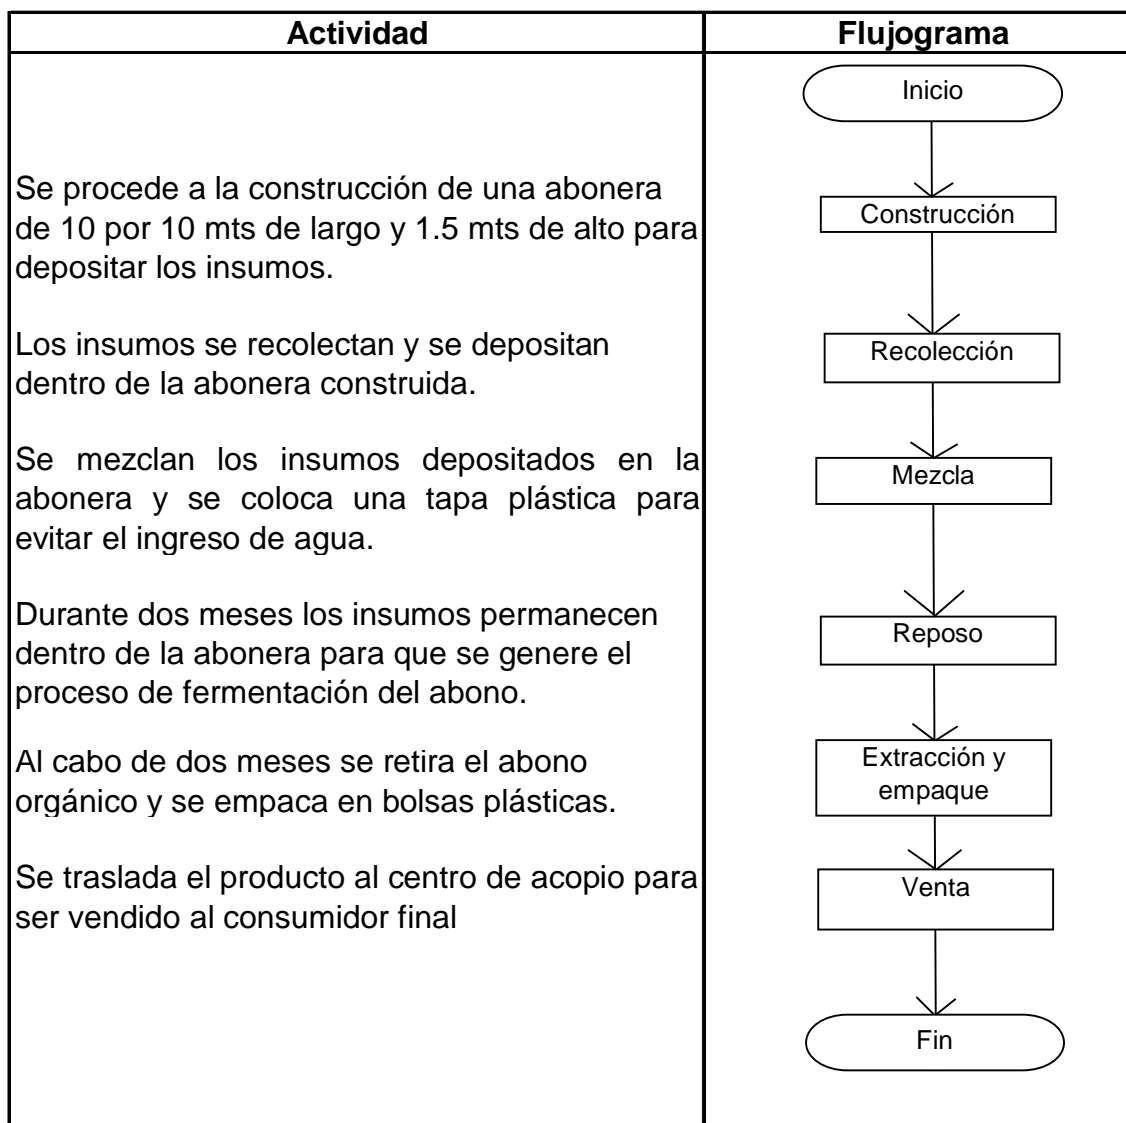 Actividad
Flujograma
Inicio
Se procede a la construcción de una abonera
de 10 por 10 mts de largo y 1.5 mts de alto para
depositar los insumos.
Construcción
Los insumos se recolectan y se depositan
dentro de la abonera construida.
Recolección
Se mezclan los insumos depositados en la
abonera y se coloca una tapa plástica para
evitar el ingreso de agua.
Mezcla
Durante dos meses los insumos permanecen
dentro de la abonera para que se genere el
proceso de fermentación del abono.
Reposo
Al cabo de dos meses se retira el abono
orgánico y se empaca en bolsas plásticas.
Extracción y
empaque
Se traslada el producto al centro de acopio para
ser vendido al consumidor final
Venta
Fin